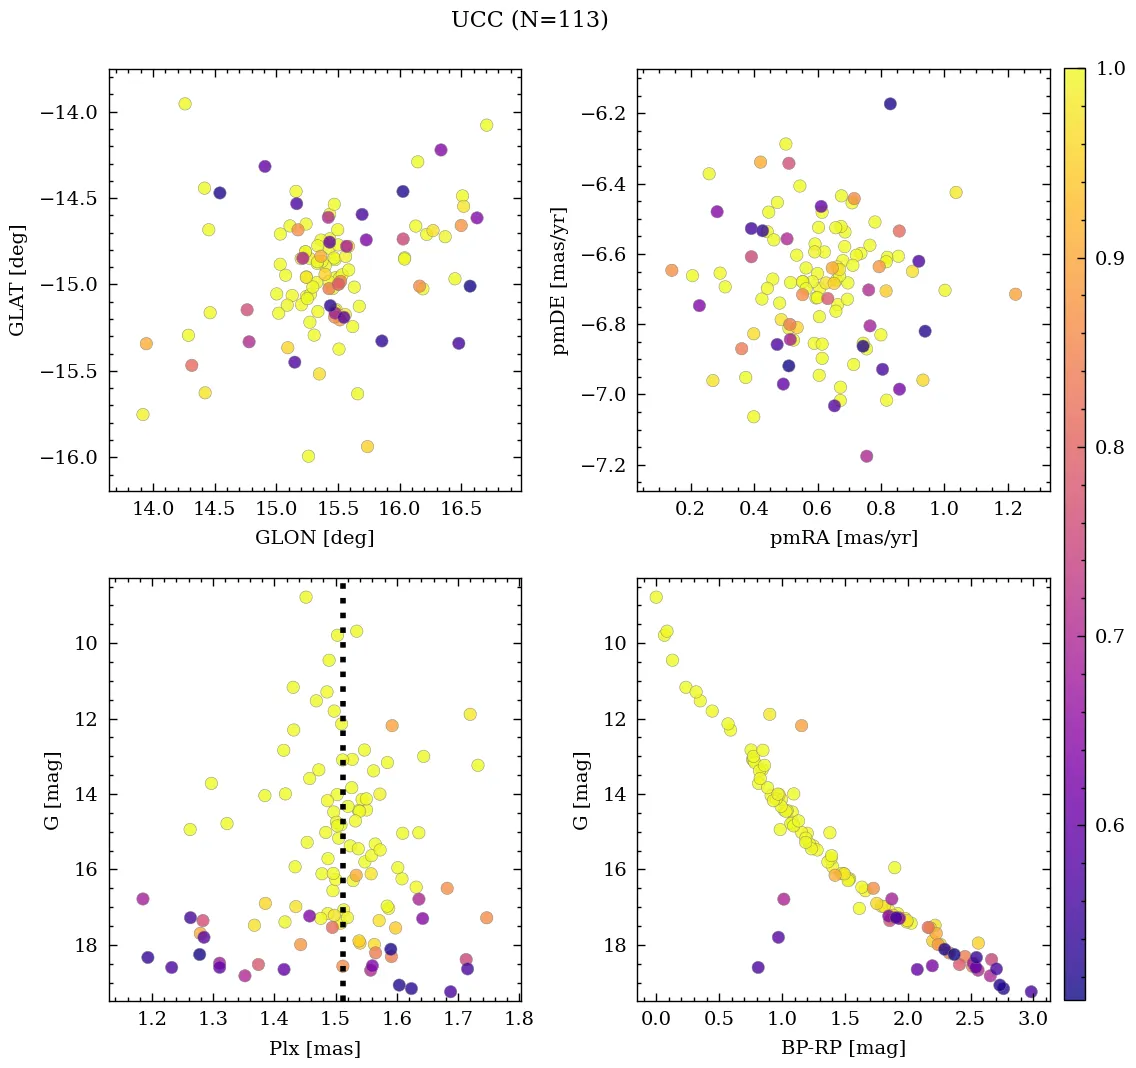 UCC (N=113)
−14.0
−14.5
−15.0
−15.5
−16.0
GLAT [deg]
14.0 14.5 15.0 15.5 16.0 16.5
GLON [deg]
−6.2
−6.4
−6.6
−6.8
−7.0
−7.2
pmDE [mas/yr]
0.2 0.4 0.6 0.8 1.0 1.2
pmRA [mas/yr]
10
12
14
16
18
G [mag]
1.2 1.3 1.4 1.5 1.6 1.7 1.8
Plx [mas]
10
12
14
16
18
G [mag]
0.0 0.5 1.0 1.5 2.0 2.5 3.0
BP-RP [mag]
1.0
0.9
0.8
0.7
0.6